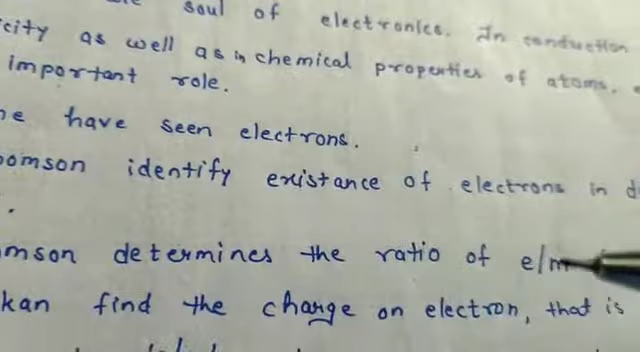 soul of electronics. In conduction
city as well as in chemical properties of atoms,
important role.
have seen electrons.
omson identify existance of electrons in d
.
mson determines the ratio of e/m
kan find the charge on electron, that is